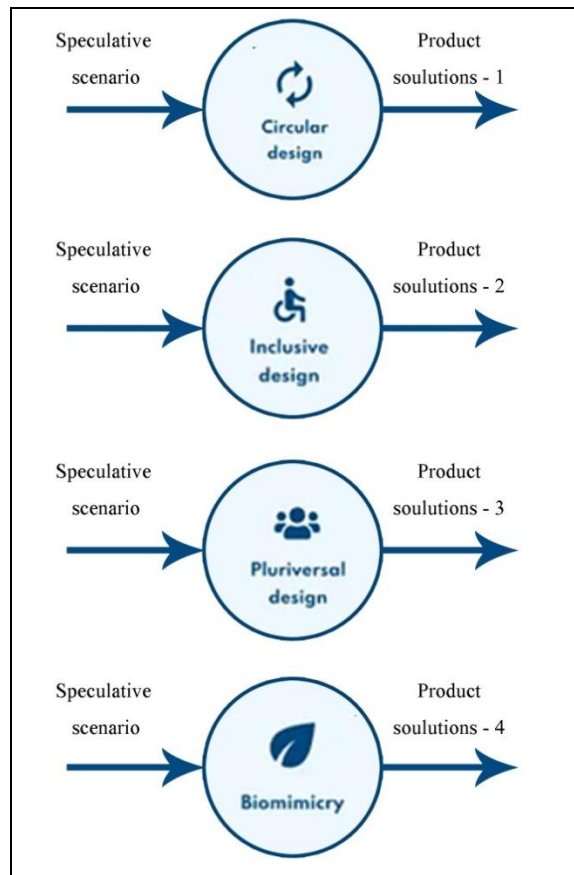 Speculative
scenario
Circular
design
Product
soulutions - 1
Speculative
scenario
Inclusive
design
Product
soulutions - 2
Speculative
scenario
Pluriversal
design
Product
soulutions - 3
Speculative
scenario
Biomimicry
Product
soulutions - 4